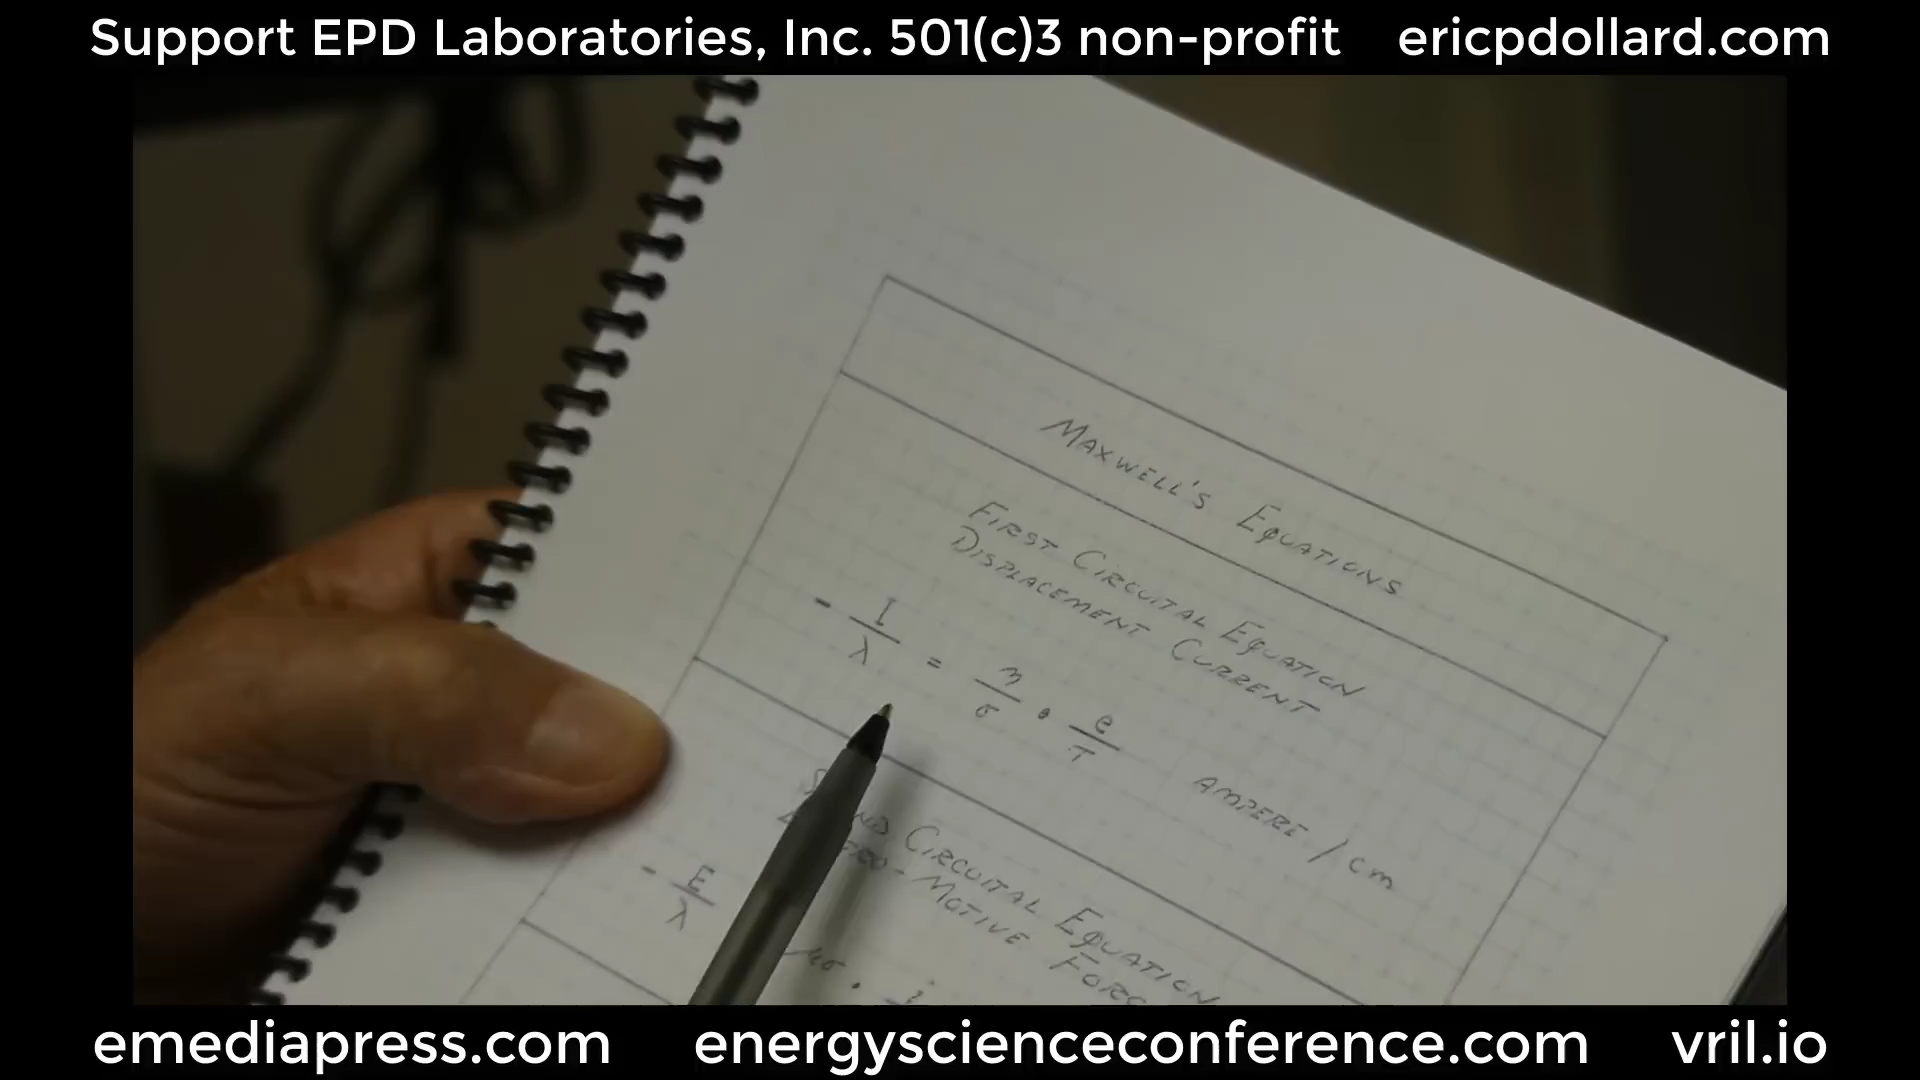 Support EPD Laboratories, Inc. 501(c)3 non-profit ericpdollard.com
MAXWELL'S EQUATIONS
FIRST CIRCUITAL EQUATION
DISPLACEMENT CURRENT
- I/λ = η/σ • e/T AMPERE / cm
CIRCUITAL EQUATION
MOTIVE
- E/λ
emediapress.com energyscienceconference.com vril.io